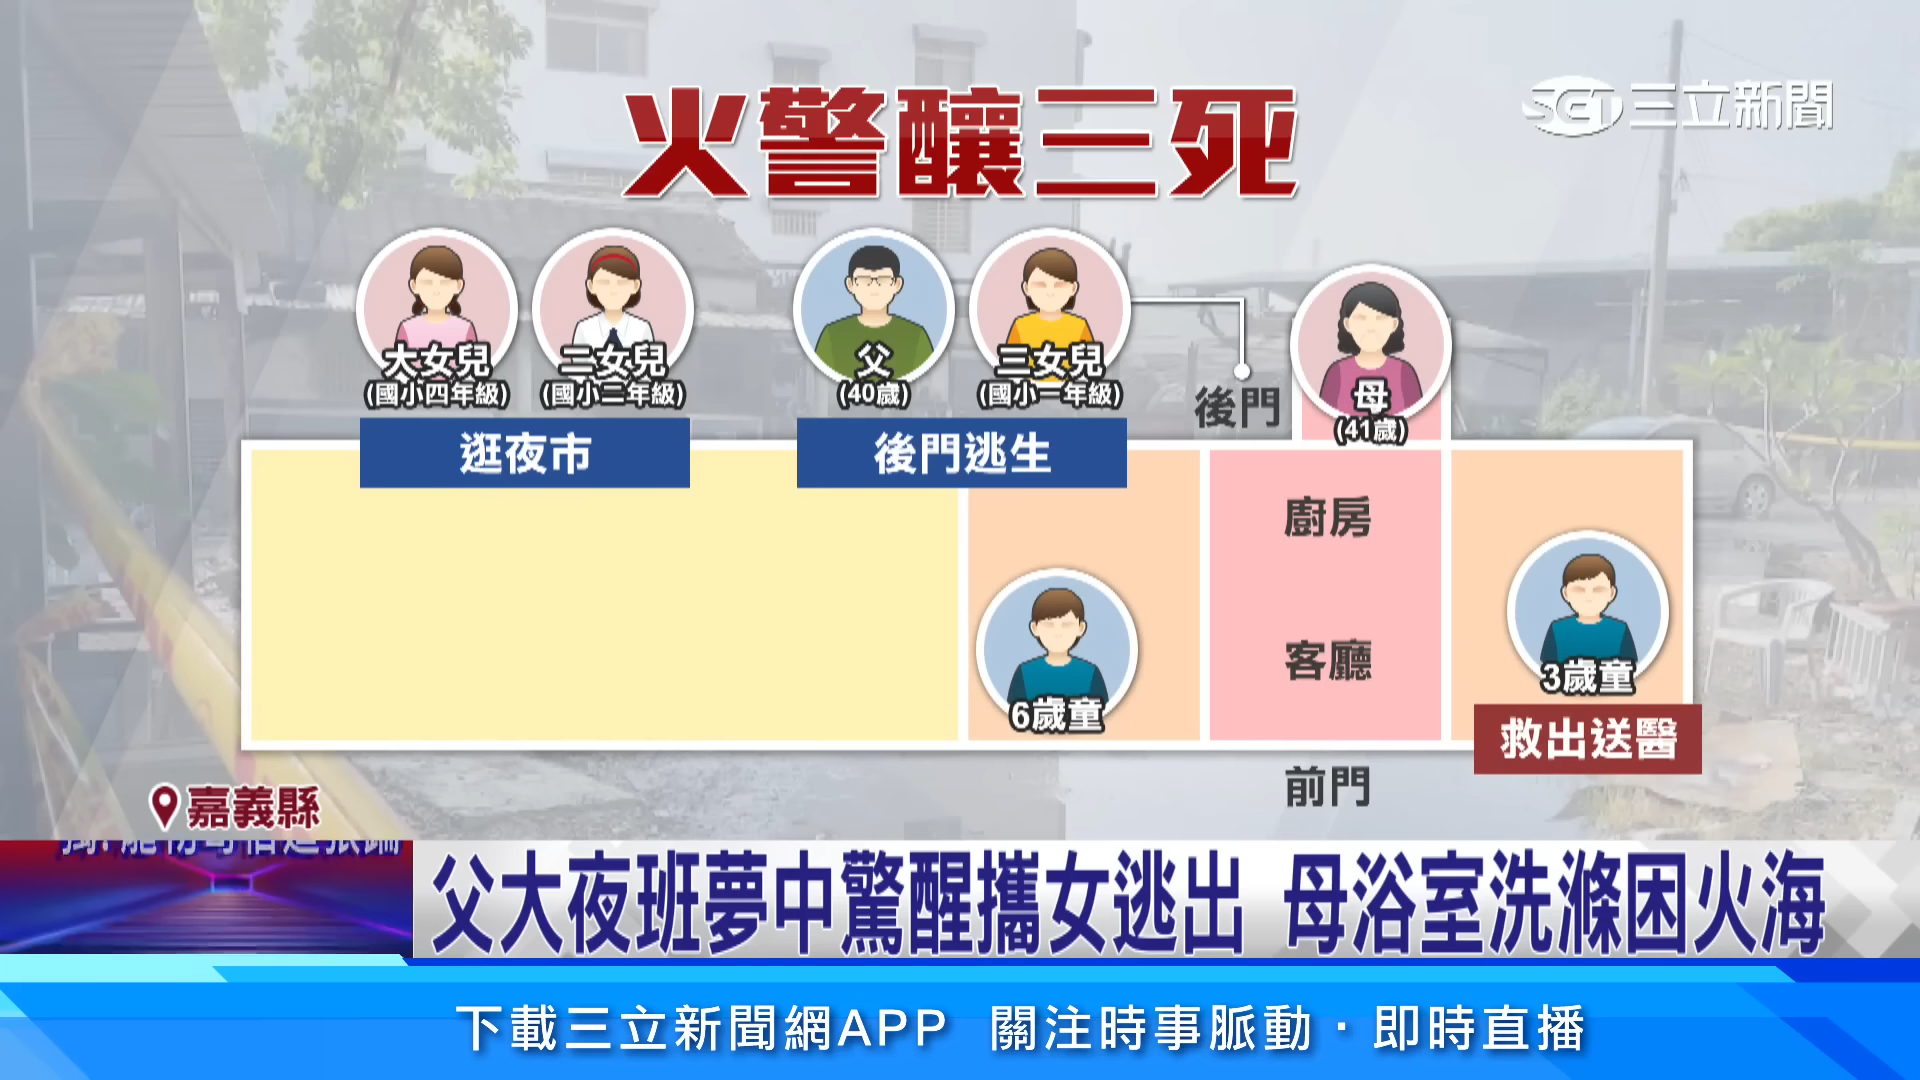 火警釀三死
SET三立新聞
大女兒
(國小四年級)
二女兒
(國小二年級)
逛夜市
父
(40歲)
三女兒
(國小一年級)
後門逃生
後門
母
(41歲)
廚房
客廳
6歲童
3歲童
救出送醫
前門
嘉義縣
父大夜班夢中驚醒攜女逃出 母浴室洗滌困火海
下載三立新聞網APP 關注時事脈動·即時直播